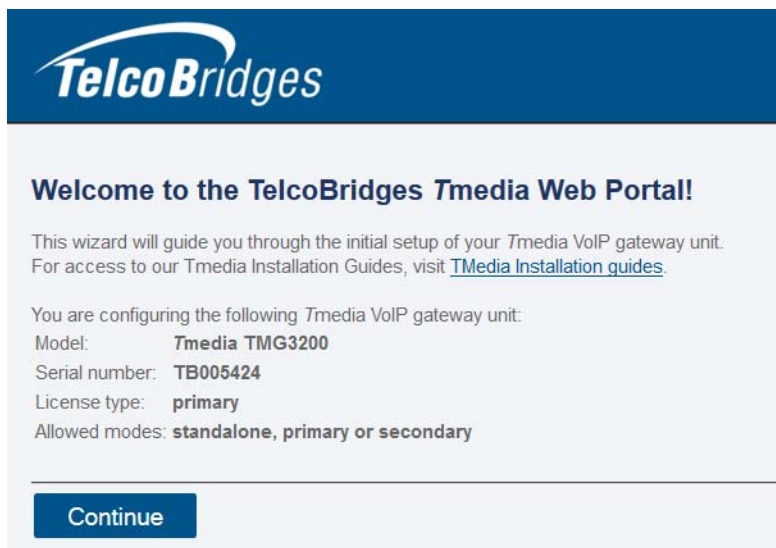 TelcoBridges
Welcome to the TelcoBridges Tmedia Web Portal!
This wizard will guide you through the initial setup of your Tmedia VoIP gateway unit.
For access to our Tmedia Installation Guides, visit TMedia Installation guides.
You are configuring the following Tmedia VoIP gateway unit:
Model: Tmedia TMG3200
Serial number: TB005424
License type: primary
Allowed modes: standalone, primary or secondary
Continue